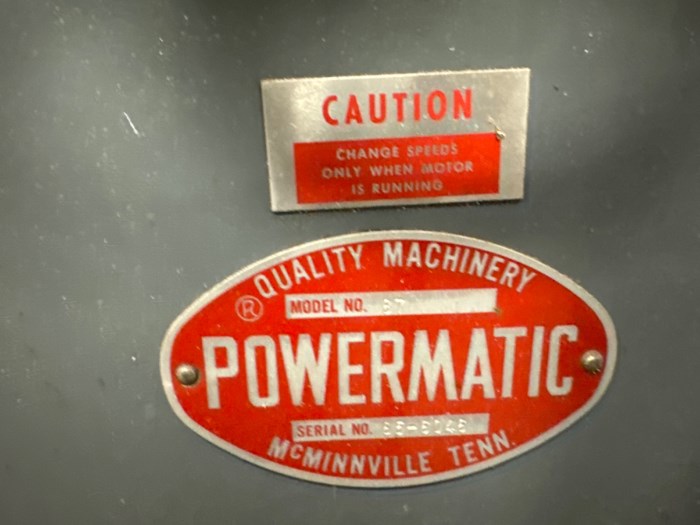 CAUTION
CHANGE SPEEDS
ONLY WHEN MOTOR
IS RUNNING
QUALITY MACHINERY
® MODEL NO.
POWERMATIC
SERIAL NO.
McMINNVILLE TENN.